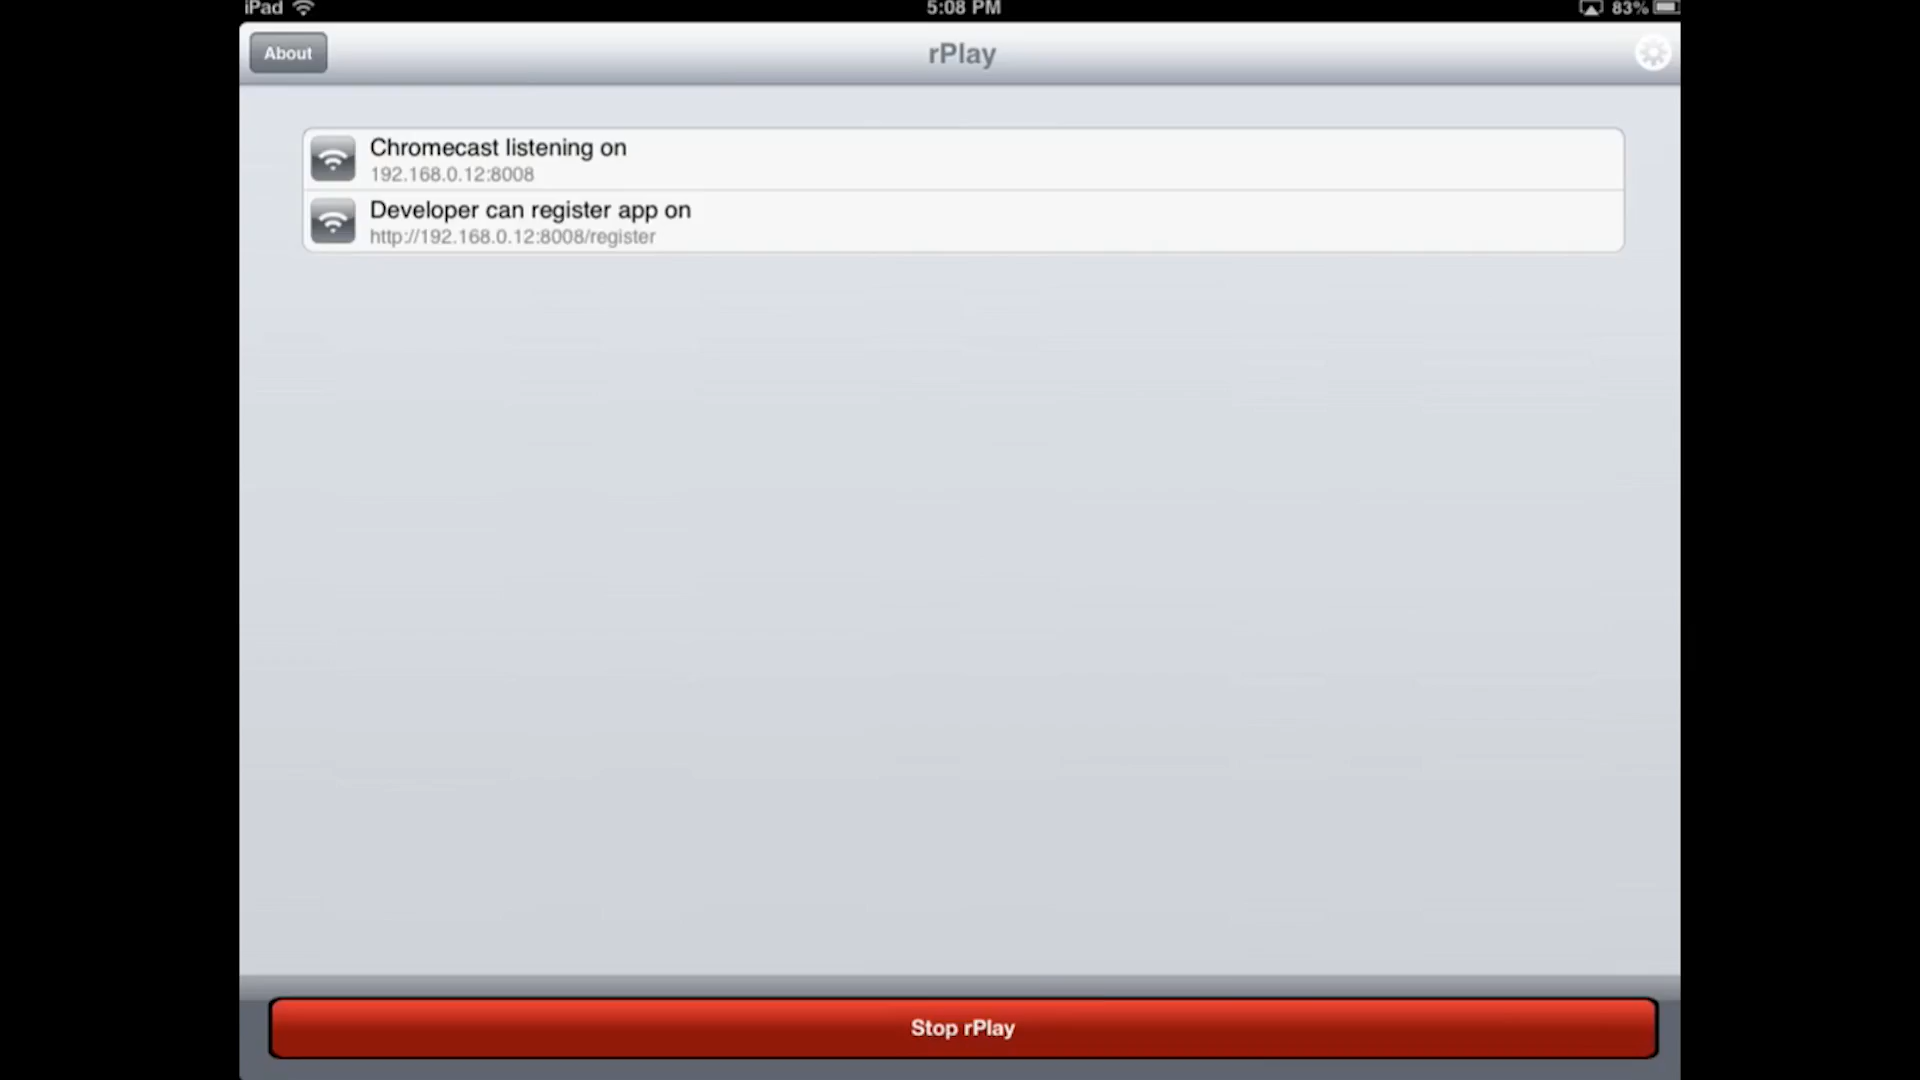 iPad
5:08 PM
83%
About
rPlay
Chromecast listening on
192.168.0.12:8008
Developer can register app on
http://192.168.0.12:8008/register
Stop rPlay